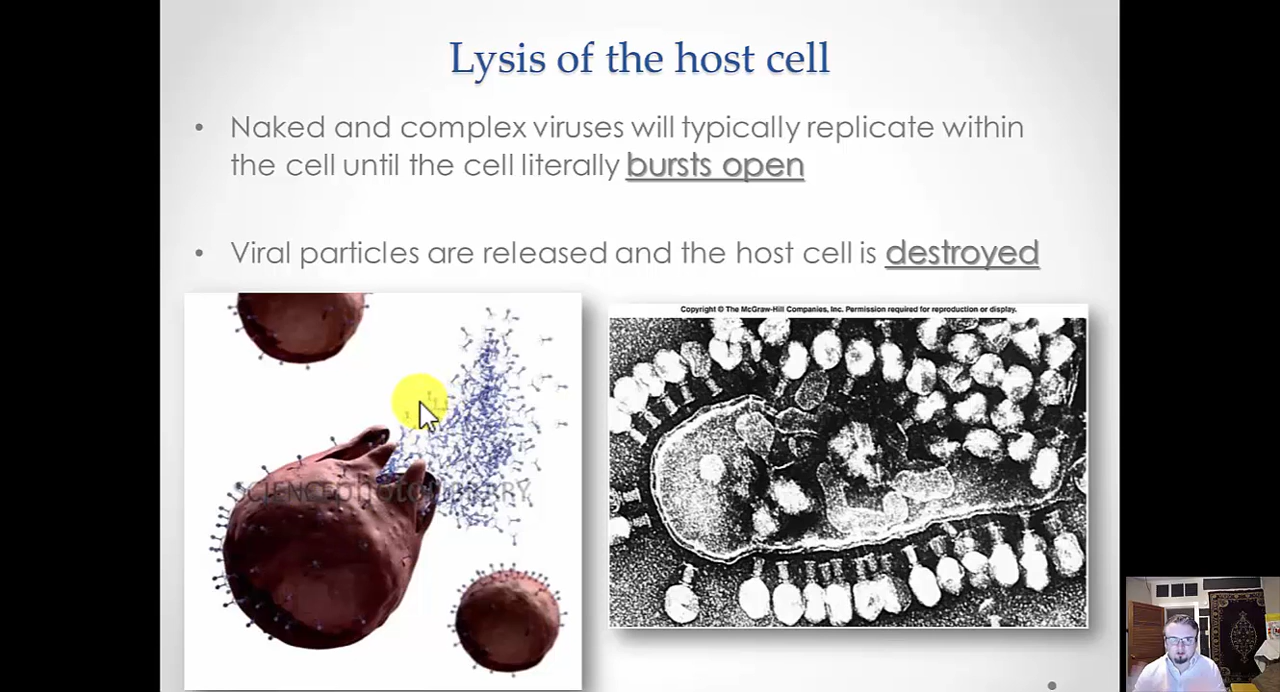 Lysis of the host cell
• Naked and complex viruses will typically replicate within
the cell until the cell literally bursts open
• Viral particles are released and the host cell is destroyed
Copyright © The McGraw-Hill Companies, Inc. Permission required for reproduction or display.
SCIENCEphotoLIBRARY